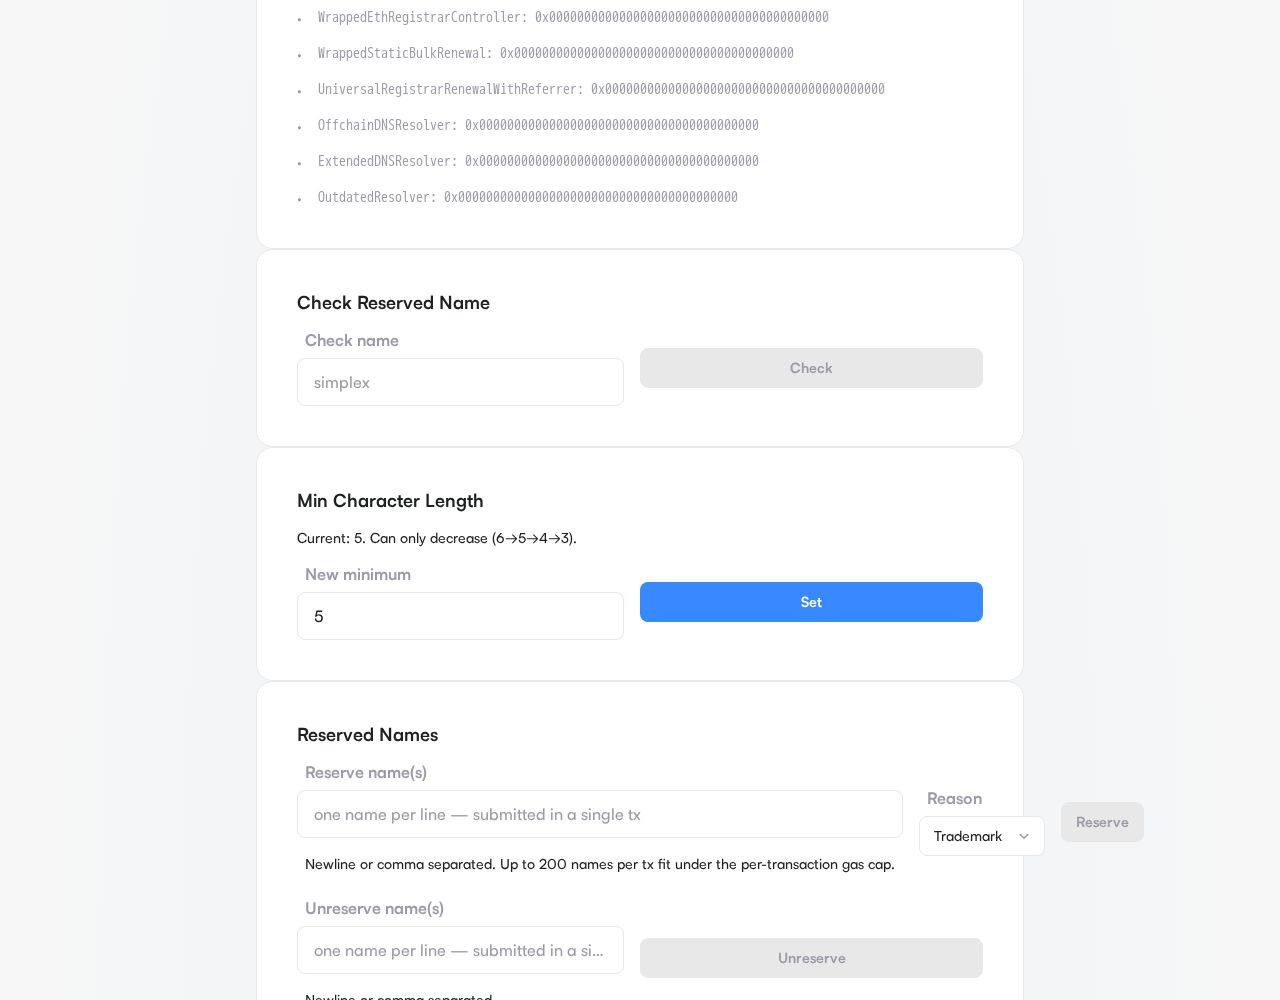 • WrappedEthRegistrarController: 0x0000000000000000000000000000000000000000
• WrappedStaticBulkRenewal: 0x0000000000000000000000000000000000000000
• UniversalRegistrarRenewalWithReferrer: 0x0000000000000000000000000000000000000000
• OffchainDNSResolver: 0x0000000000000000000000000000000000000000
• ExtendedDNSResolver: 0x0000000000000000000000000000000000000000
• OutdatedResolver: 0x0000000000000000000000000000000000000000
Check Reserved Name
Check name
simplex
Check
Min Character Length
Current: 5. Can only decrease (6→5→4→3).
New minimum
5
Set
Reserved Names
Reserve name(s)
one name per line — submitted in a single tx
Reason
Trademark
Reserve
Newline or comma separated. Up to 200 names per tx fit under the per-transaction gas cap.
Unreserve name(s)
one name per line — submitted in a si...
Unreserve
Newline or comma separated.